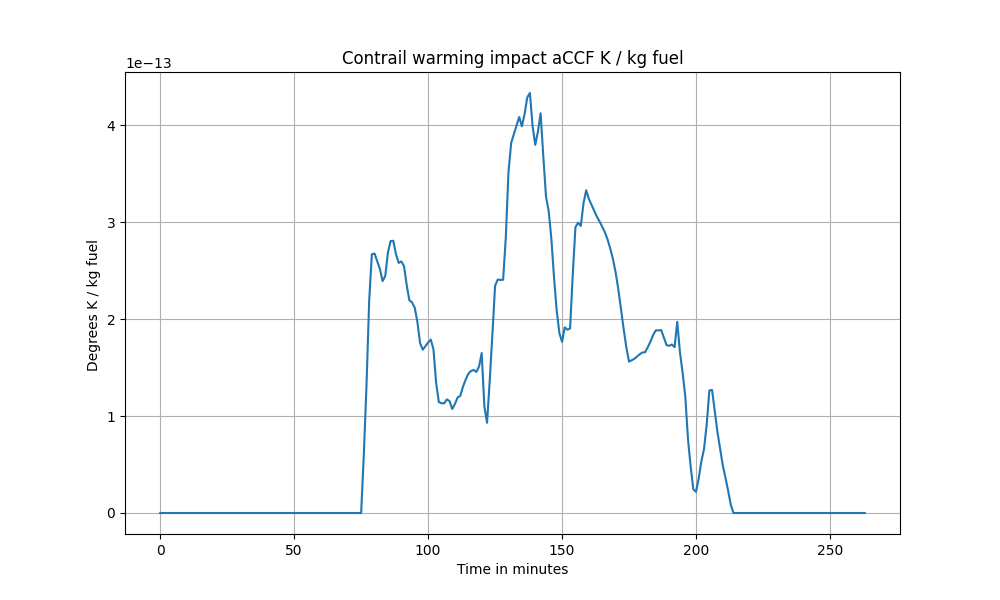 Contrail warming impact aCCF K / kg fuel
1e−13
4
3
2
1
0
Degrees K / kg fuel
0 50 100 150 200 250
Time in minutes